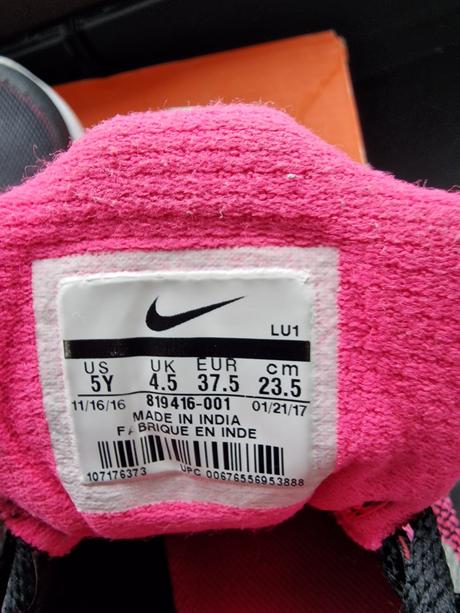 LU1
US UK EUR cm
5Y 4.5 37.5 23.5
11/16/16 819416-001 01/21/17
MADE IN INDIA
FABRIQUE EN INDE
107176373 UPC 00676556953888